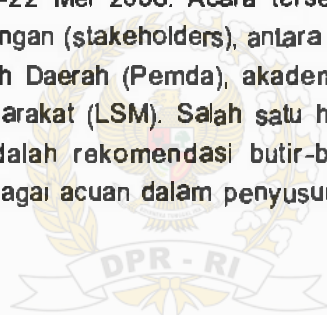 -22 Mei 2006. Acara terse
ngan (stakeholders), antara
h Daerah (Pemda), akadem
arakat (LSM). Salah satu h
dalah rekomendasi butir-b
agai acuan dalam penyusu
DPR - RI